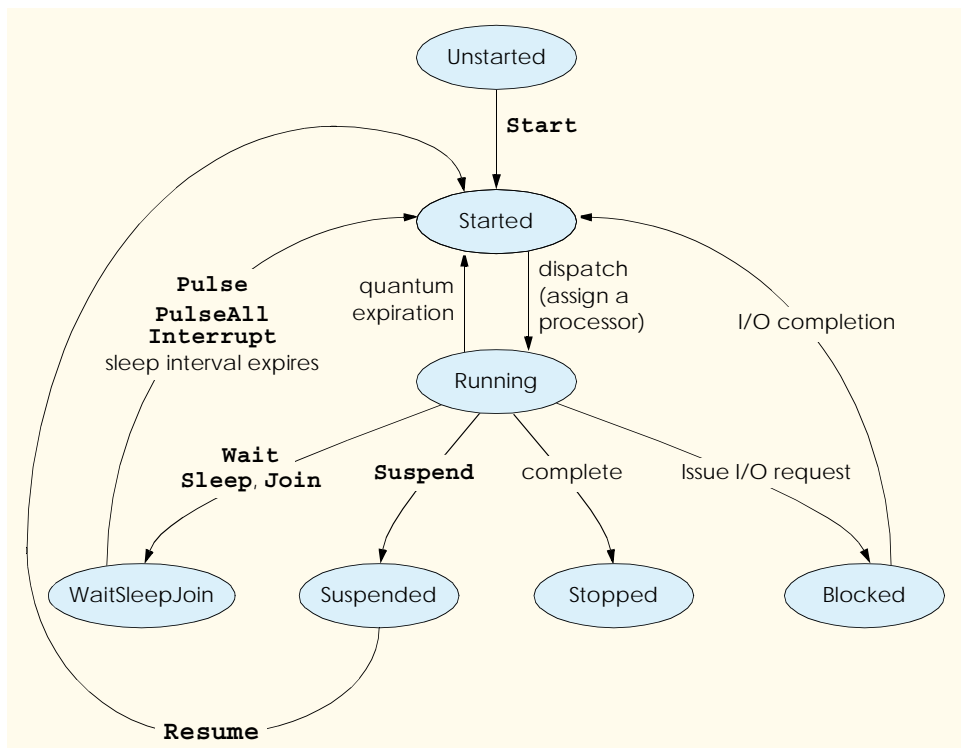 Unstarted
Start
Started
quantum
expiration
dispatch
(assign a
processor)
Pulse
PulseAll
Interrupt
sleep interval expires
I/O completion
Running
Wait
Sleep, Join
Suspend
complete
Issue I/O request
WaitSleepJoin
Suspended
Stopped
Blocked
Resume